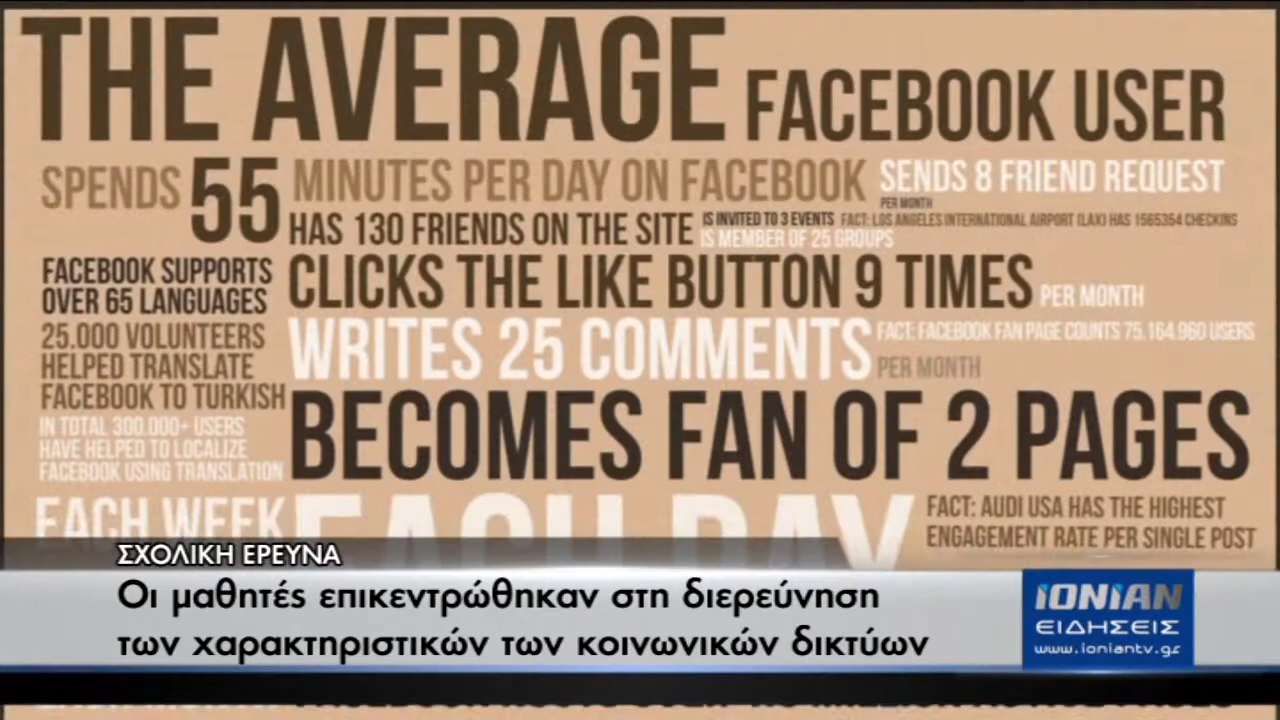 THE AVERAGE FACEBOOK USER
SPENDS 55 MINUTES PER DAY ON FACEBOOK
SENDS 8 FRIEND REQUEST
PER MONTH
HAS 130 FRIENDS ON THE SITE
IS INVITED TO 3 EVENTS FACT: LOS ANGELES INTERNATIONAL AIRPORT (LAX) HAS 1565354 CHECKINS
IS MEMBER OF 25 GROUPS
FACEBOOK SUPPORTS
OVER 65 LANGUAGES
CLICKS THE LIKE BUTTON 9 TIMES PER MONTH
25.000 VOLUNTEERS
HELPED TRANSLATE
FACEBOOK TO TURKISH
WRITES 25 COMMENTS
FACT: FACEBOOK FAN PAGE COUNTS 75.164.960 USERS
PER MONTH
IN TOTAL 300.000+ USERS
HAVE HELPED TO LOCALIZE
FACEBOOK USING TRANSLATION
BECOMES FAN OF 2 PAGES
EACH WEEK
EACH DAY
FACT: AUDI USA HAS THE HIGHEST
ENGAGEMENT RATE PER SINGLE POST
ΣΧΟΛΙΚΗ ΕΡΕΥΝΑ
Οι μαθητές επικεντρώθηκαν στη διερεύνηση
των χαρακτηριστικών των κοινωνικών δικτύων
IONIAN
ΕΙΔΗΣΕΙΣ
www.ioniantv.gr